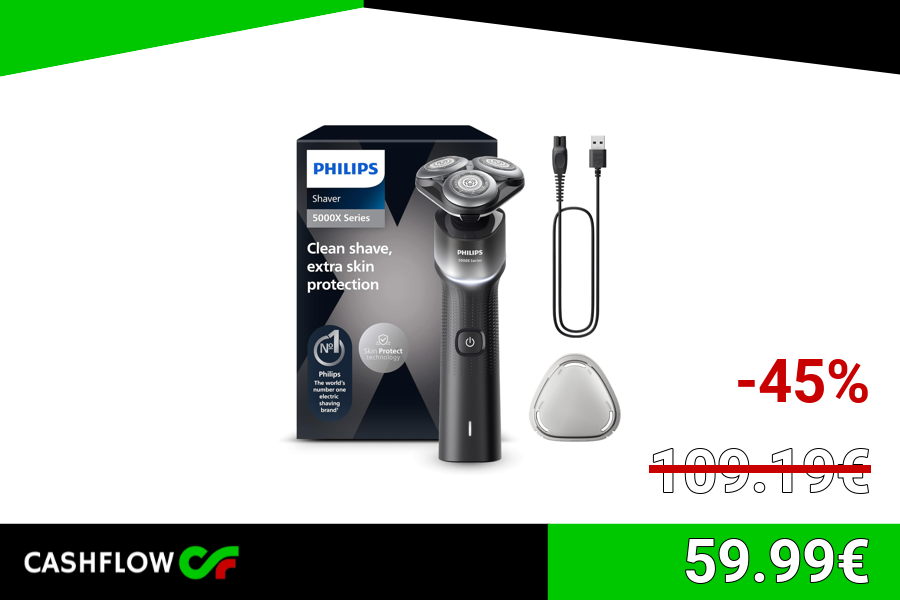 PHILIPS
Shaver
5000X Series
Clean shave,
extra skin
protection
Nº1
Philips
The world's
number one
electric
shaving
brand¹
Skin Protect
technology
PHILIPS
5000X Series
-45%
109.19€
CASHFLOW
59.99€